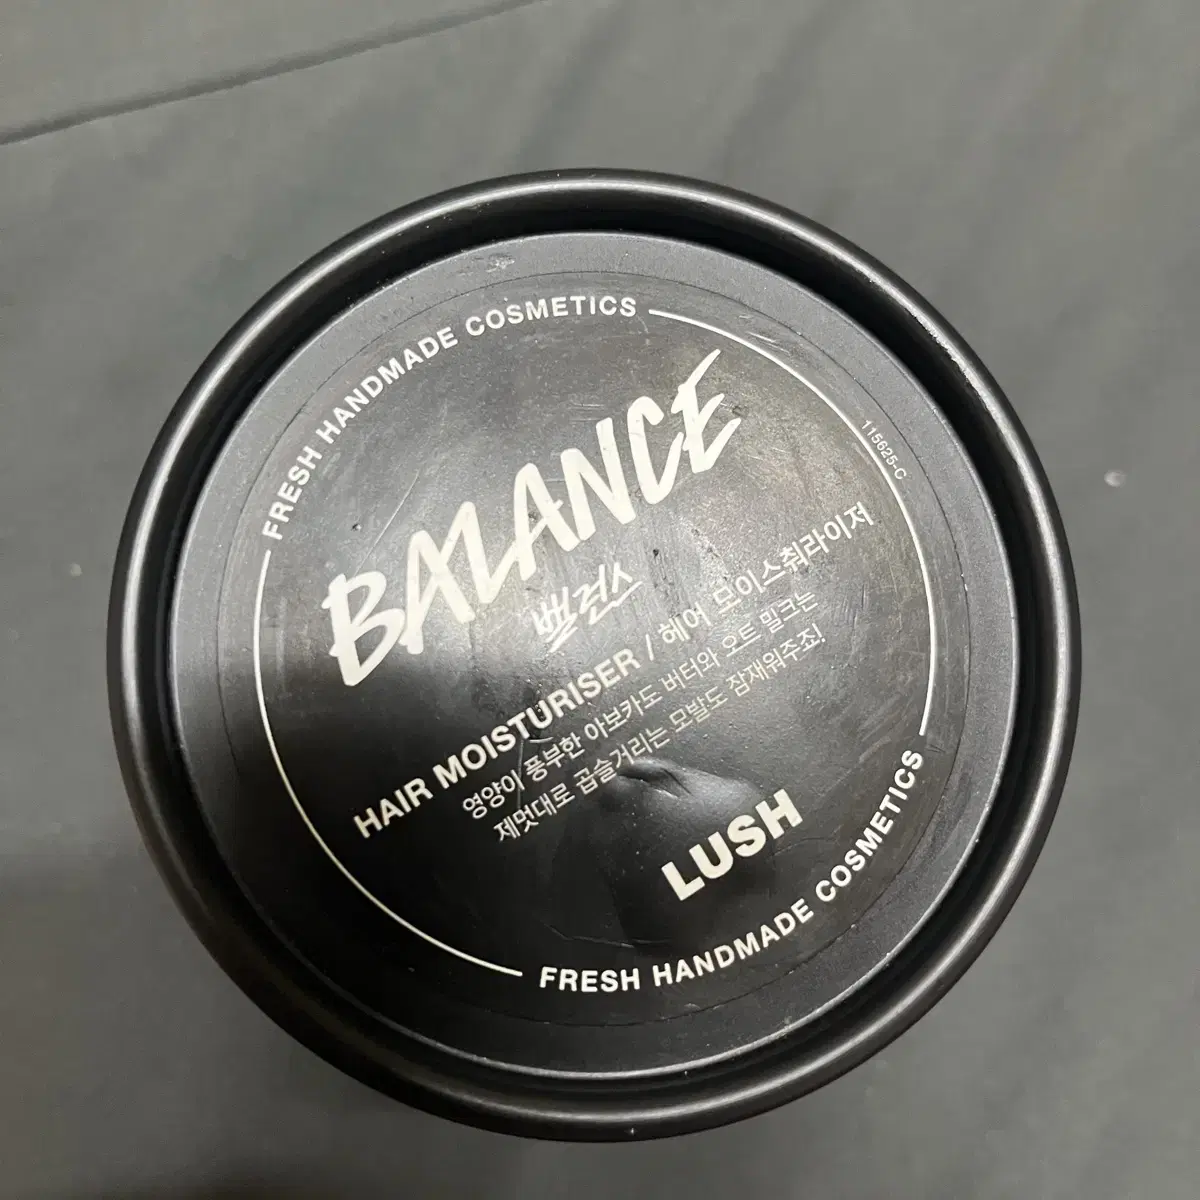 FRESH HANDMADE COSMETICS
115625-C
BALANCE
밸런스
HAIR MOISTURISER / 헤어 모이스춰라이저
영양이 풍부한 아보카도 버터와 오트 밀크는
제멋대로 곱슬거리는 모발도 잠재워주죠!
LUSH
FRESH HANDMADE COSMETICS